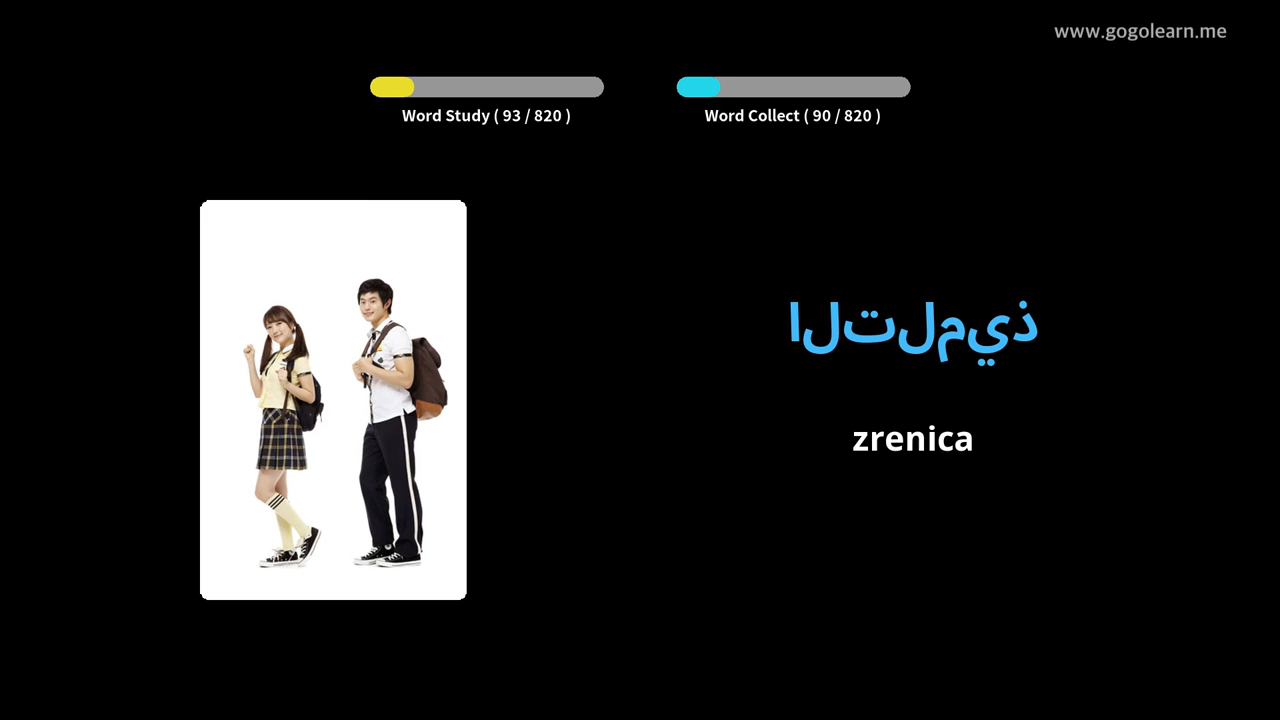 www.gogolearn.me
Word Study ( 93 / 820 )
Word Collect ( 90 / 820 )
التلميذ
zrenica